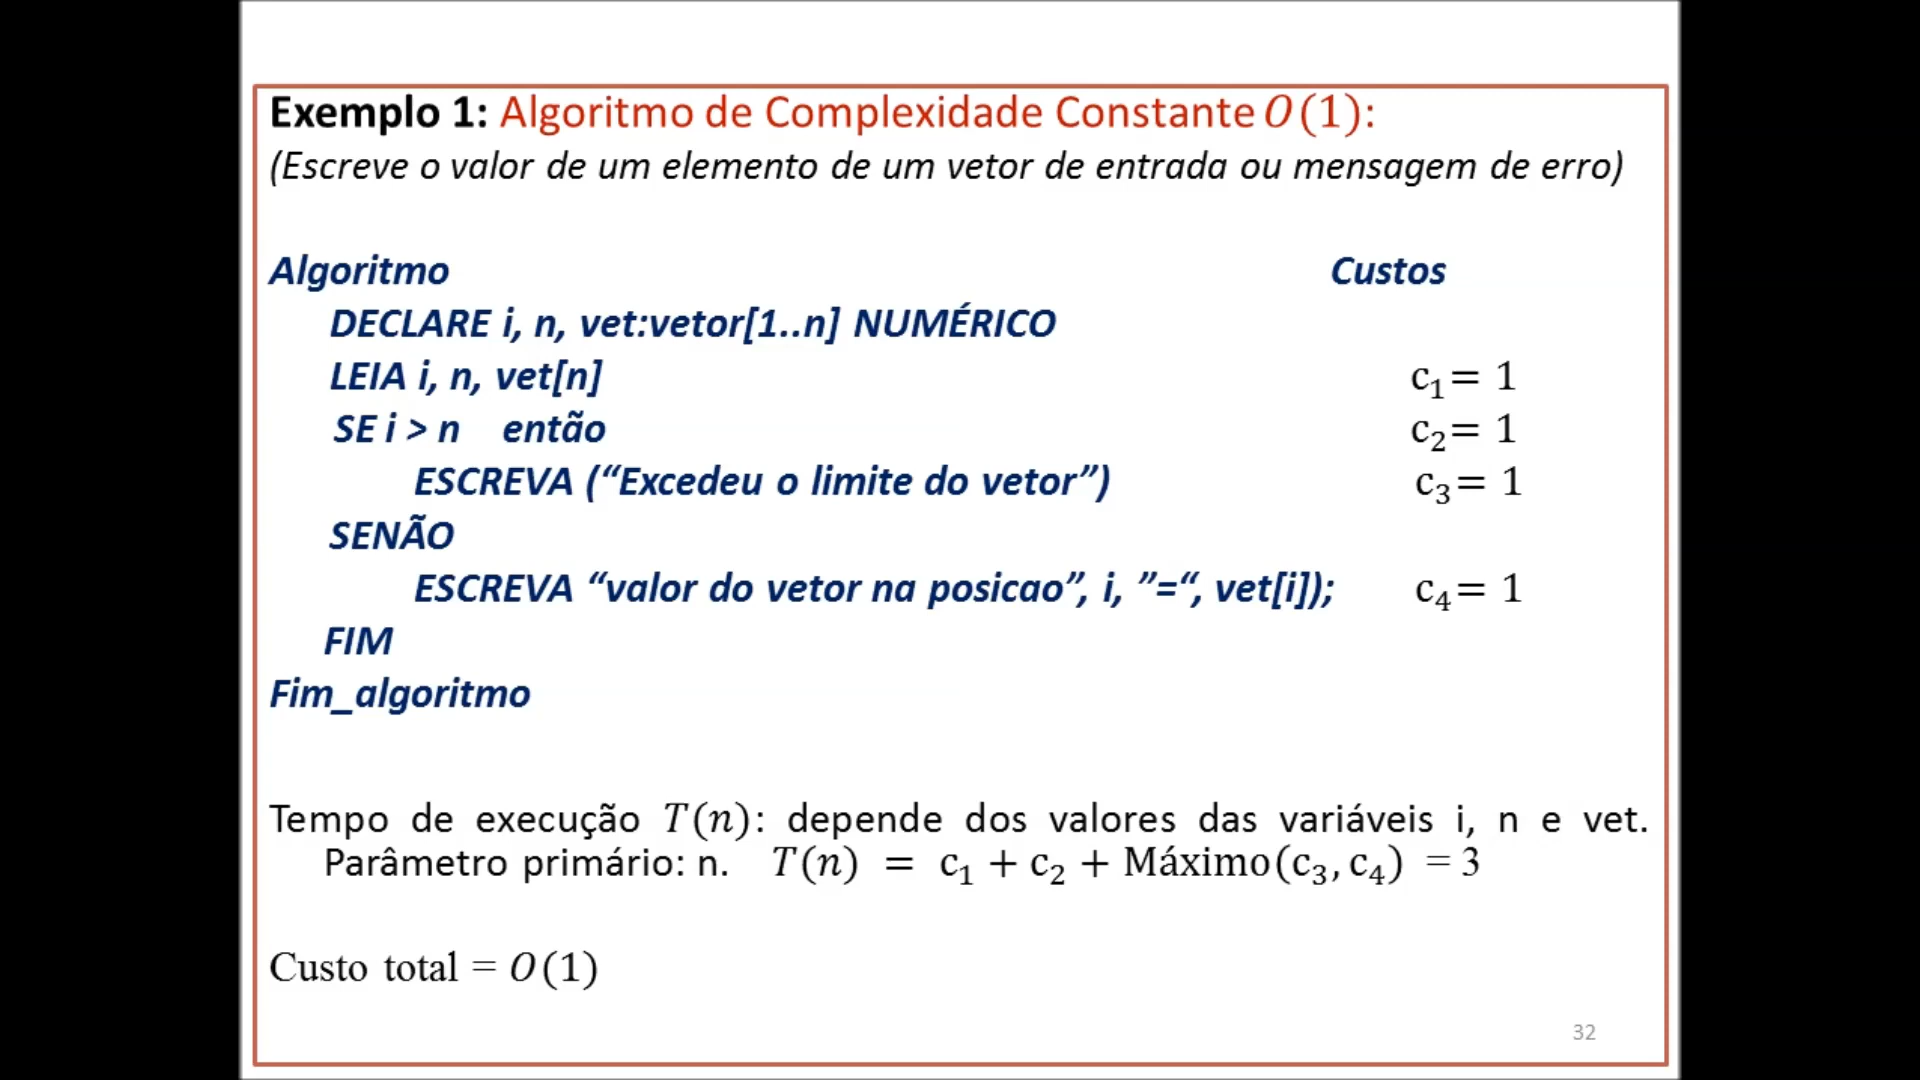 Exemplo 1: Algoritmo de Complexidade Constante O(1):
(Escreve o valor de um elemento de um vetor de entrada ou mensagem de erro)
Algoritmo Custos
DECLARE i, n, vet:vetor[1..n] NUMÉRICO
LEIA i, n, vet[n] c₁= 1
SE i > n então c₂= 1
ESCREVA (“Excedeu o limite do vetor”) c₃= 1
SENÃO
ESCREVA “valor do vetor na posicao”, i, ”=“, vet[i]); c₄= 1
FIM
Fim_algoritmo
Tempo de execução T(n): depende dos valores das variáveis i, n e vet.
Parâmetro primário: n. T(n) = c₁ + c₂ + Máximo(c₃, c₄) = 3
Custo total = O(1)
32